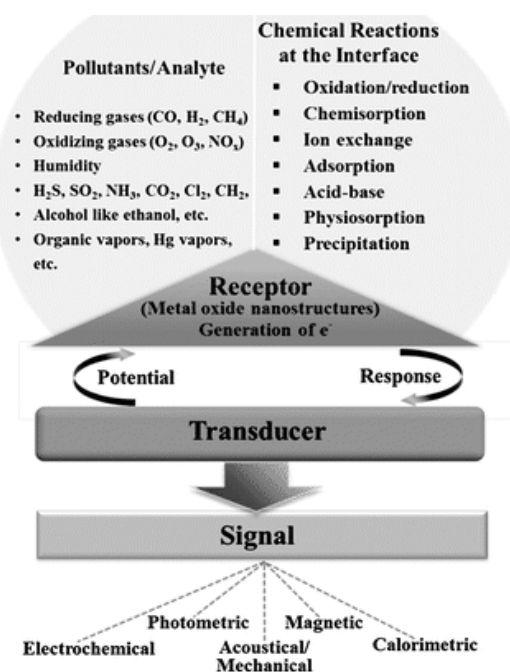 Pollutants/Analyte
• Reducing gases (CO, H₂, CH₄)
• Oxidizing gases (O₂, O₃, NOₓ)
• Humidity
• H₂S, SO₂, NH₃, CO₂, Cl₂, CH₂,
• Alcohol like ethanol, etc.
• Organic vapors, Hg vapors,
etc.
Chemical Reactions
at the Interface
▪ Oxidation/reduction
▪ Chemisorption
▪ Ion exchange
▪ Adsorption
▪ Acid-base
▪ Physiosorption
▪ Precipitation
Receptor
(Metal oxide nanostructures)
Generation of e⁻
Potential
Response
Transducer
Signal
Electrochemical
Photometric
Acoustical/
Mechanical
Magnetic
Calorimetric